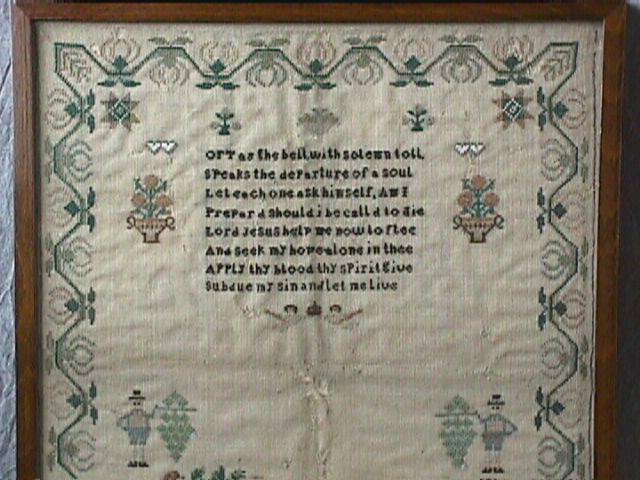 OFT as the bell, with solemn toll,
Speaks the departure of a soul
Let each one ask himself, Am I
Prepard should i be calld to die
Lord Jesus help me now to flee
And seek my hope alone in thee
Apply thy blood thy spirit Give
Subdue my sin and let me live